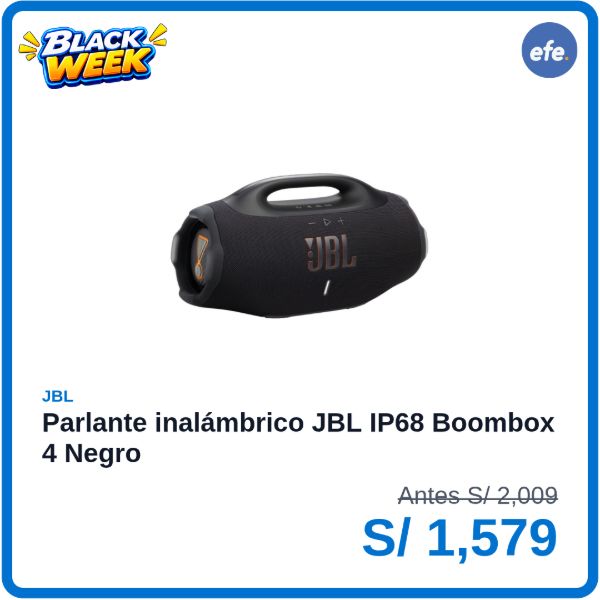 BLACK
WEEK
efe.
JBL
JBL
Parlante inalámbrico JBL IP68 Boombox
4 Negro
Antes S/ 2,009
S/ 1,579